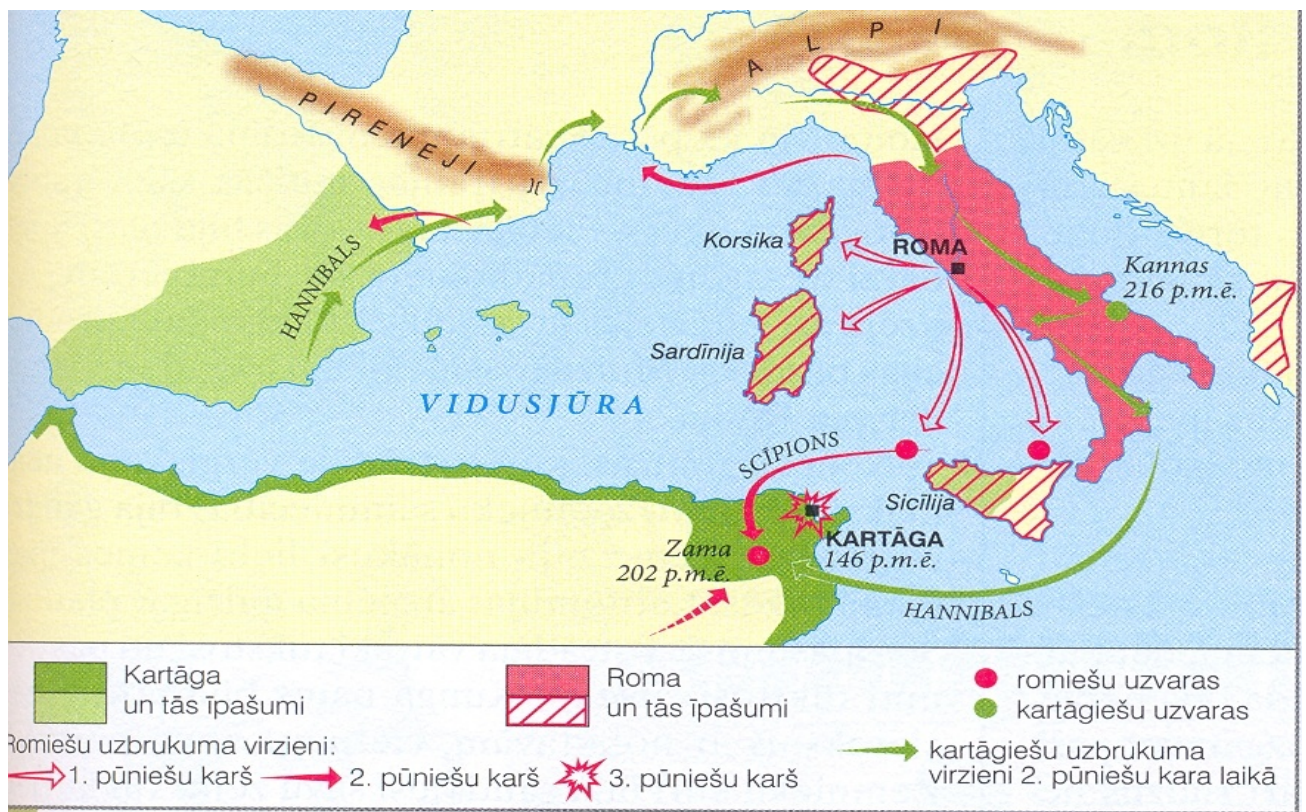 ALPI
PIRENEJI
HANNIBALS
Korsika
ROMA
Kannas
216 p.m.ē.
Sardīnija
VIDUSJŪRA
SCĪPIONS
Sicīlija
Zama
202 p.m.ē.
KARTĀGA
146 p.m.ē.
HANNIBALS
Kartāga
un tās īpašumi
Roma
un tās īpašumi
romiešu uzvaras
kartāgiešu uzvaras
Romiešu uzbrukuma virzieni:
1. pūniešu karš
2. pūniešu karš
3. pūniešu karš
kartāgiešu uzbrukuma
virzieni 2. pūniešu kara laikā